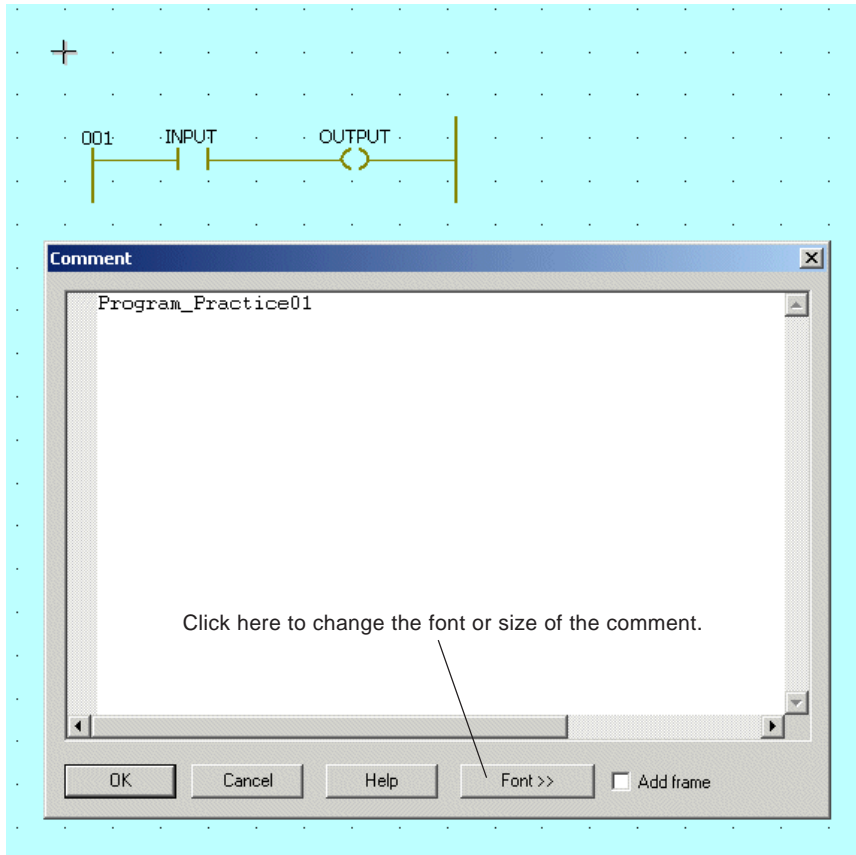 001 INPUT OUTPUT
Comment
Program_Practice01
Click here to change the font or size of the comment.
OK Cancel Help Font >> Add frame